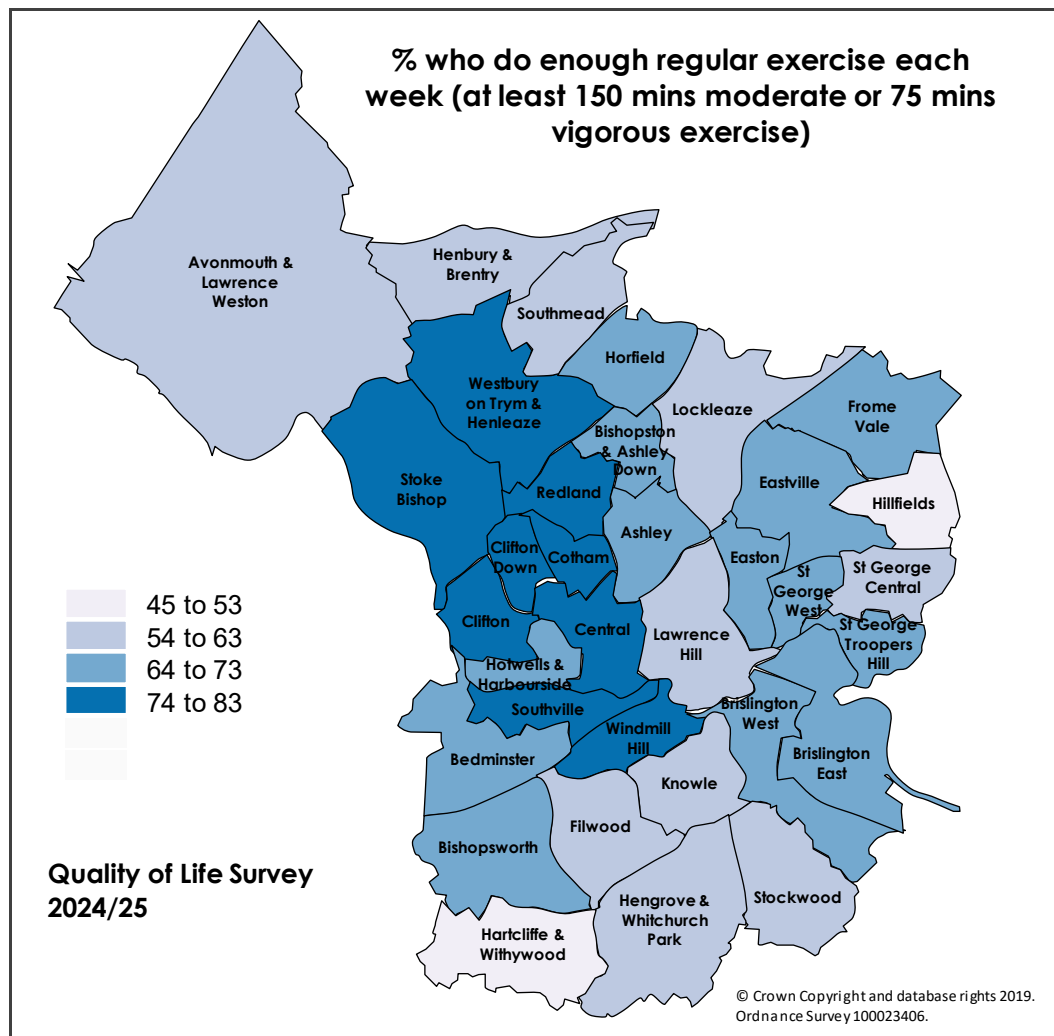 % who do enough regular exercise each
week (at least 150 mins moderate or 75 mins
vigorous exercise)
Avonmouth &
Lawrence
Weston
Henbury &
Brentry
Southmead
Horfield
Westbury
on Trym &
Henleaze
Lockleaze
Frome
Vale
Bishopston
& Ashley
Down
Stoke
Bishop
Redland
Eastville
Hillfields
Ashley
Clifton
Down
Cotham
Easton
St
George
West
St George
Central
Clifton
Central
Lawrence
Hill
St George
Troopers
Hill
Hotwells &
Harbourside
Southville
Windmill
Hill
Brislington
West
Bedminster
Brislington
East
Knowle
Filwood
Bishopsworth
Stockwood
Hengrove &
Whitchurch
Park
Hartcliffe &
Withywood
45 to 53
54 to 63
64 to 73
74 to 83
Quality of Life Survey
2024/25
© Crown Copyright and database rights 2019.
Ordnance Survey 100023406.